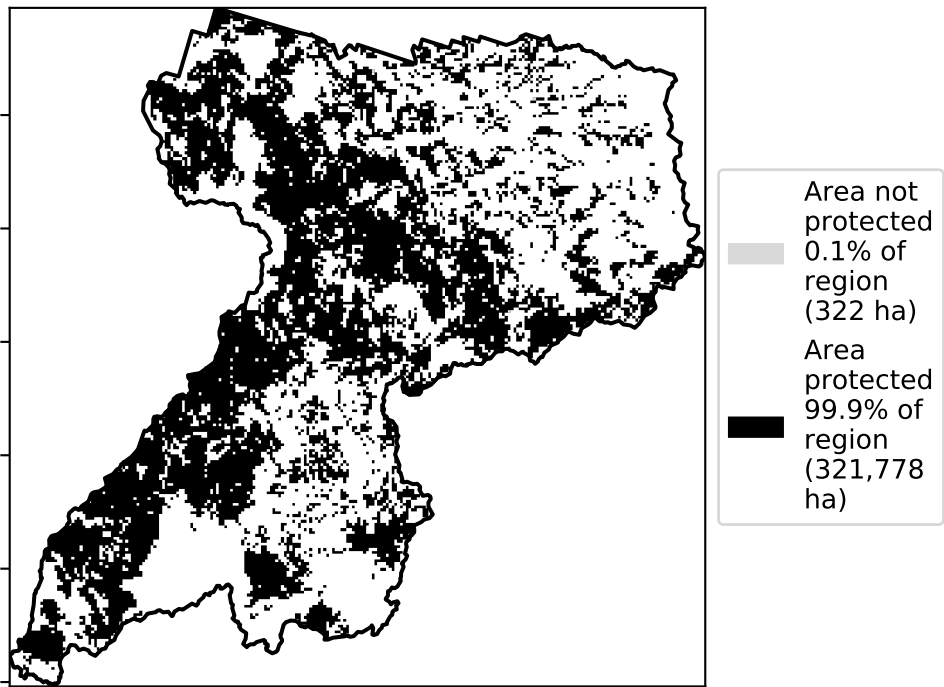 Area not
protected
0.1% of
region
(322 ha)
Area
protected
99.9% of
region
(321,778
ha)